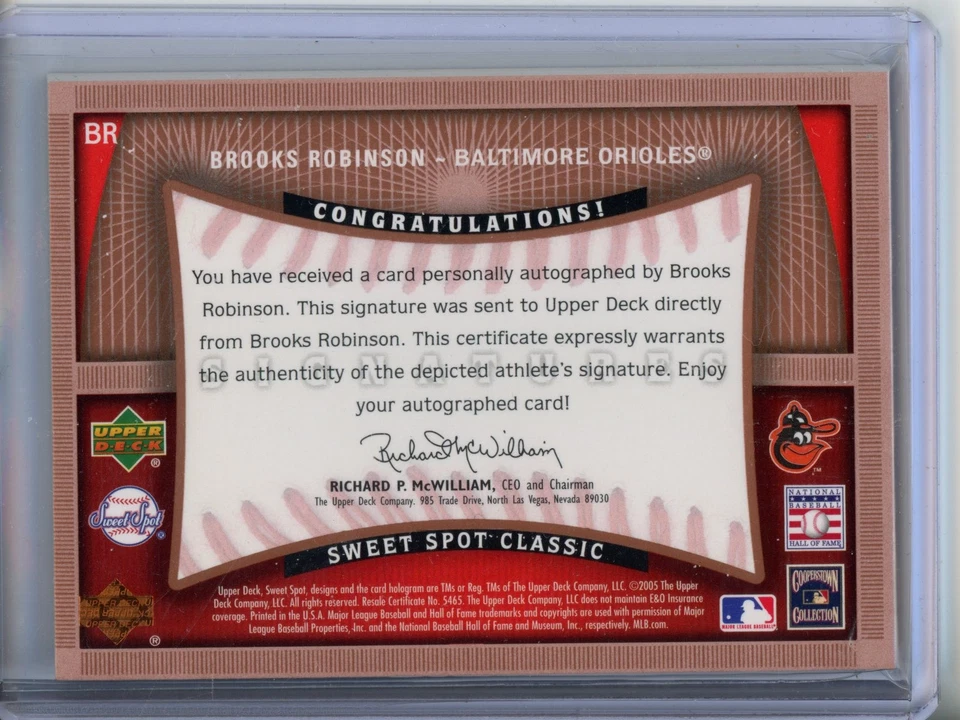 BR
BROOKS ROBINSON ~ BALTIMORE ORIOLES®
CONGRATULATIONS!
You have received a card personally autographed by Brooks
Robinson. This signature was sent to Upper Deck directly
from Brooks Robinson. This certificate expressly warrants
SIGNATURES
the authenticity of the depicted athlete's signature. Enjoy
your autographed card!
Richard McWilliam
RICHARD P. McWILLIAM, CEO and Chairman
The Upper Deck Company. 985 Trade Drive, North Las Vegas, Nevada 89030
SWEET SPOT CLASSIC
UPPER
D·E·C·K
®
Sweet Spot
®
TM
NATIONAL
BASEBALL
HALL OF FAME
COOPERSTOWN
COLLECTION
MAJOR LEAGUE BASEBALL
Upper Deck, Sweet Spot, designs and the card hologram are TMs or Reg. TMs of The Upper Deck Company, LLC. ©2005 The Upper
Deck Company, LLC. All rights reserved. Resale Certificate No. 5465. The Upper Deck Company, LLC does not maintain E&O Insurance
coverage. Printed in the U.S.A. Major League Baseball and Hall of Fame trademarks and copyrights are used with permission of Major
League Baseball Properties, Inc. and the National Baseball Hall of Fame and Museum, Inc., respectively. MLB.com.
®